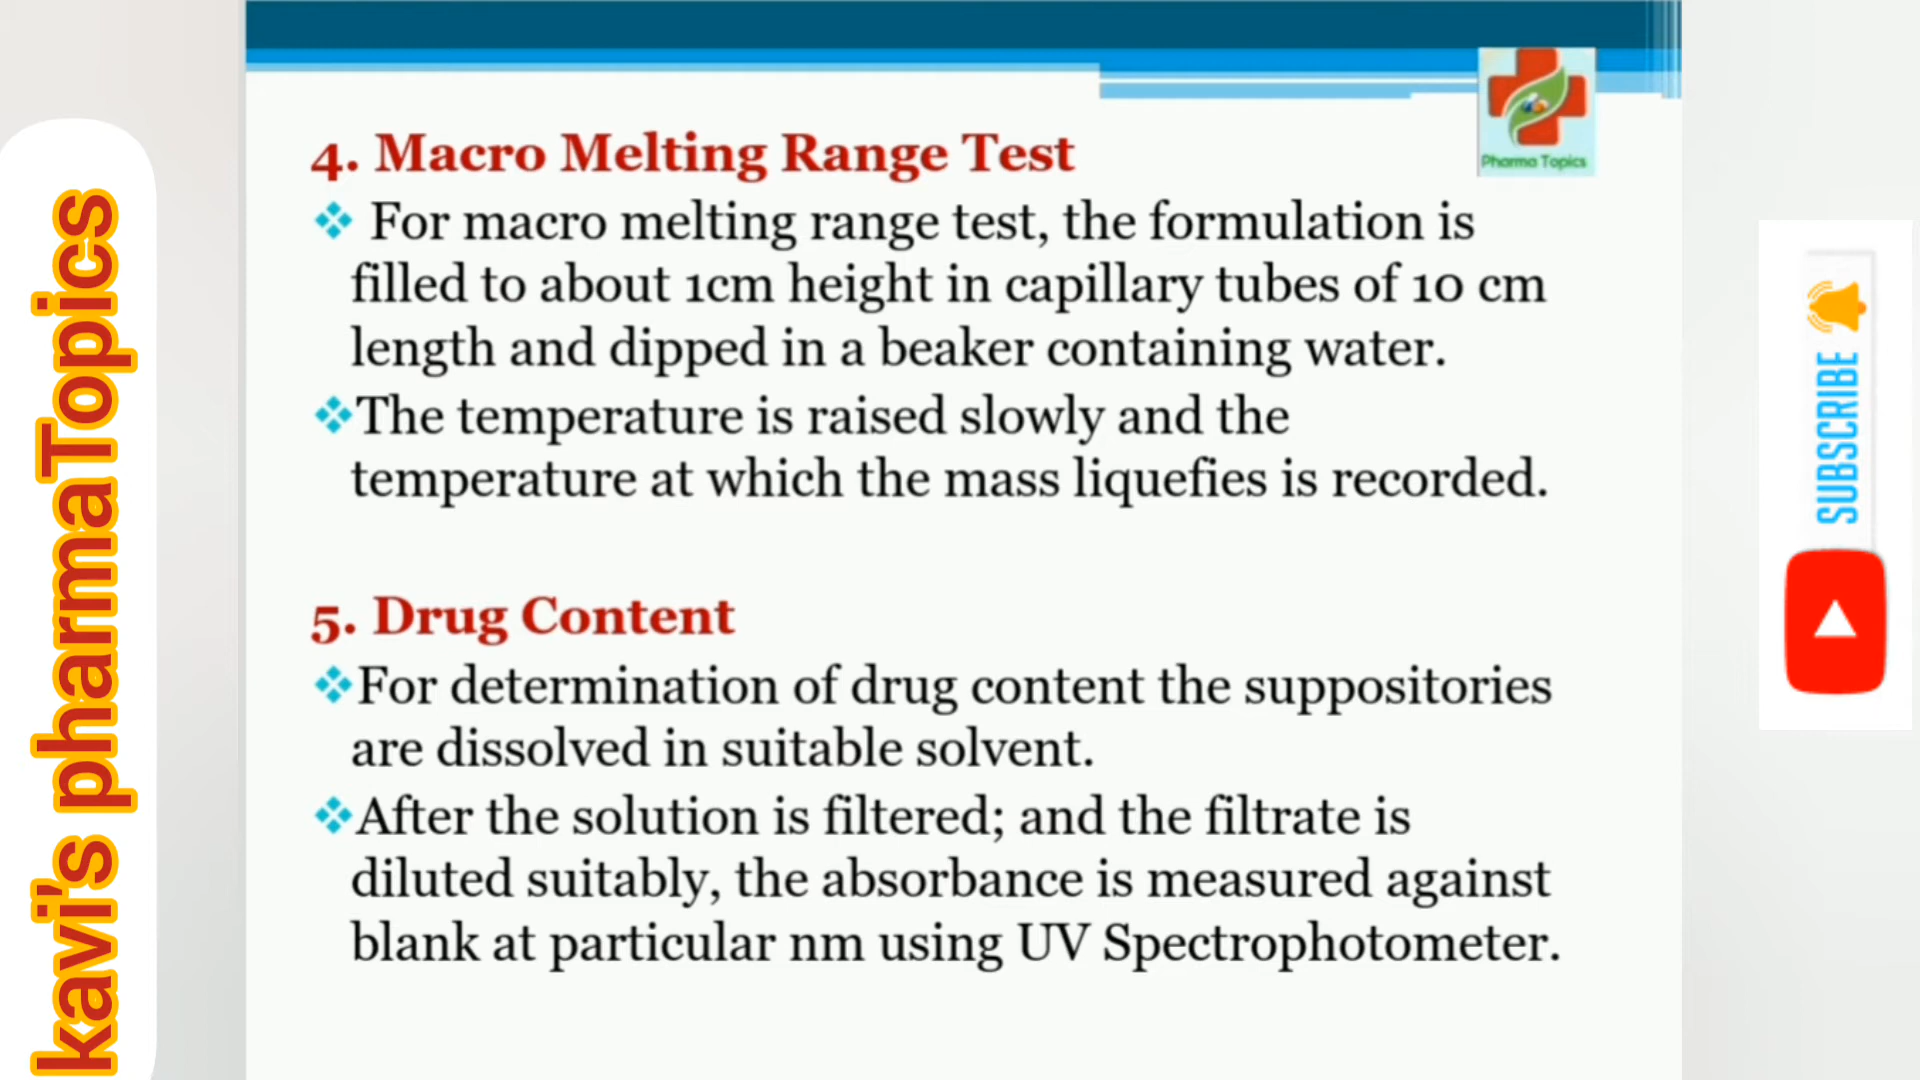 4. Macro Melting Range Test
For macro melting range test, the formulation is
filled to about 1cm height in capillary tubes of 10 cm
length and dipped in a beaker containing water.
The temperature is raised slowly and the
temperature at which the mass liquefies is recorded.
5. Drug Content
For determination of drug content the suppositories
are dissolved in suitable solvent.
After the solution is filtered; and the filtrate is
diluted suitably, the absorbance is measured against
blank at particular nm using UV Spectrophotometer.
Pharma Topics
kavi's pharmaTopics
SUBSCRIBE